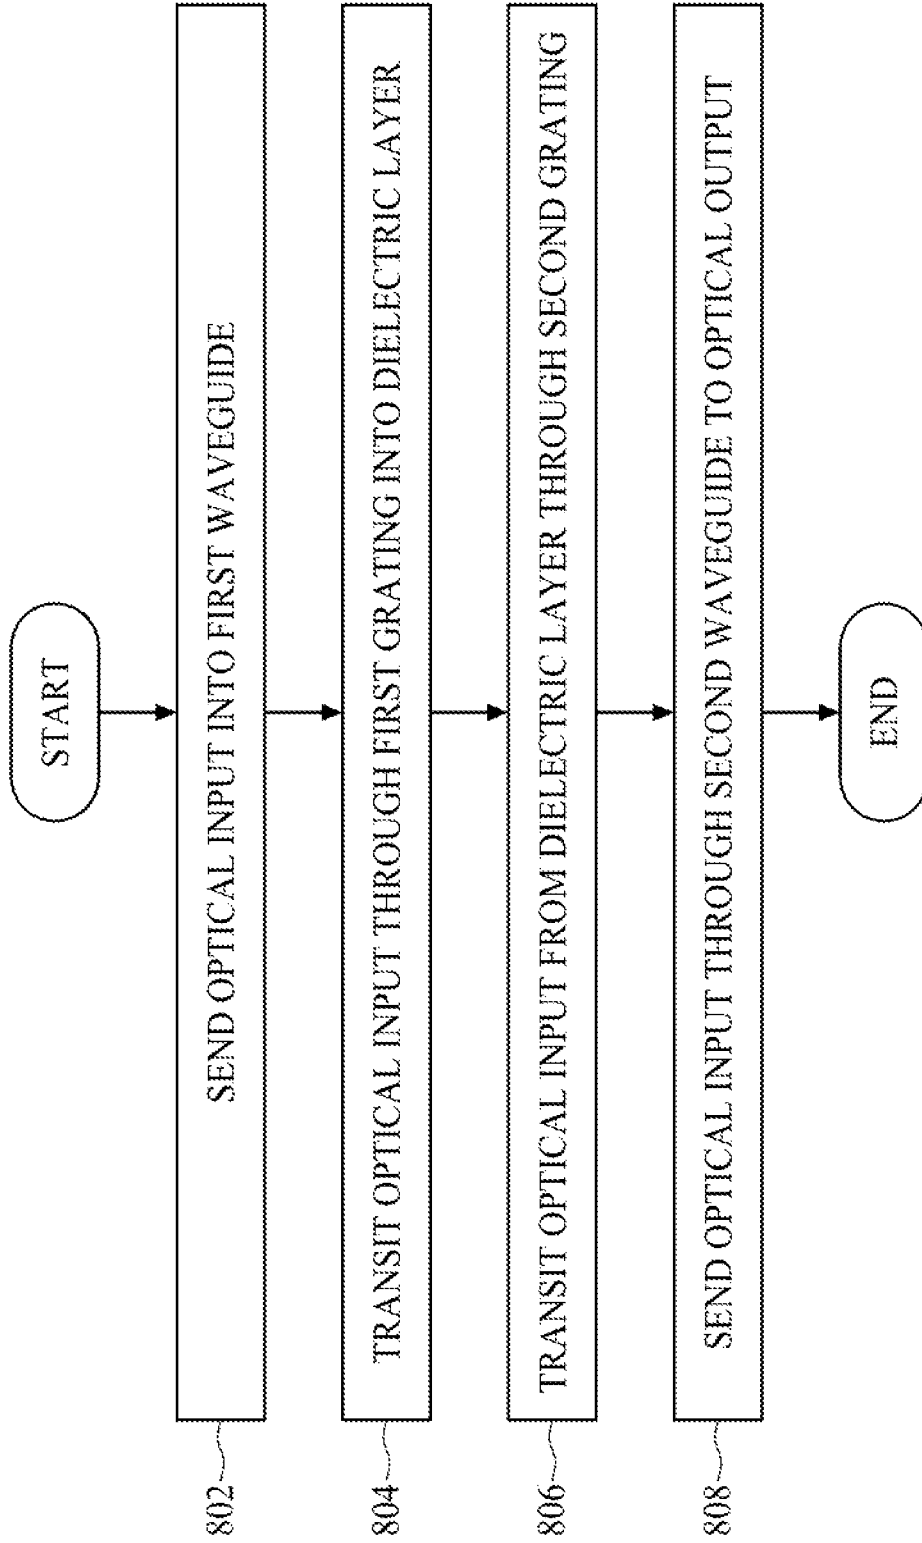 START
802
SEND OPTICAL INPUT INTO FIRST WAVEGUIDE
804
TRANSIT OPTICAL INPUT THROUGH FIRST GRATING INTO DIELECTRIC LAYER
806
TRANSIT OPTICAL INPUT FROM DIELECTRIC LAYER THROUGH SECOND GRATING
808
SEND OPTICAL INPUT THROUGH SECOND WAVEGUIDE TO OPTICAL OUTPUT
END